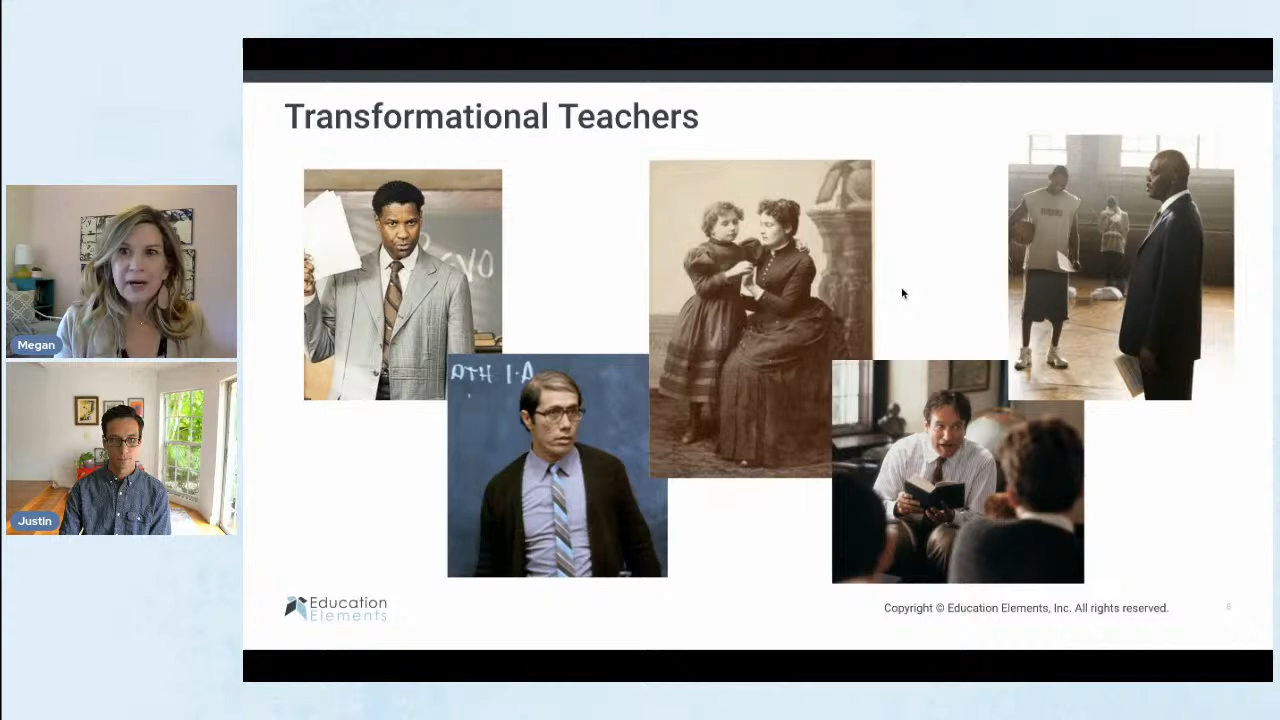 Transformational Teachers
Megan
Justin
Education
Elements
Copyright © Education Elements, Inc. All rights reserved.